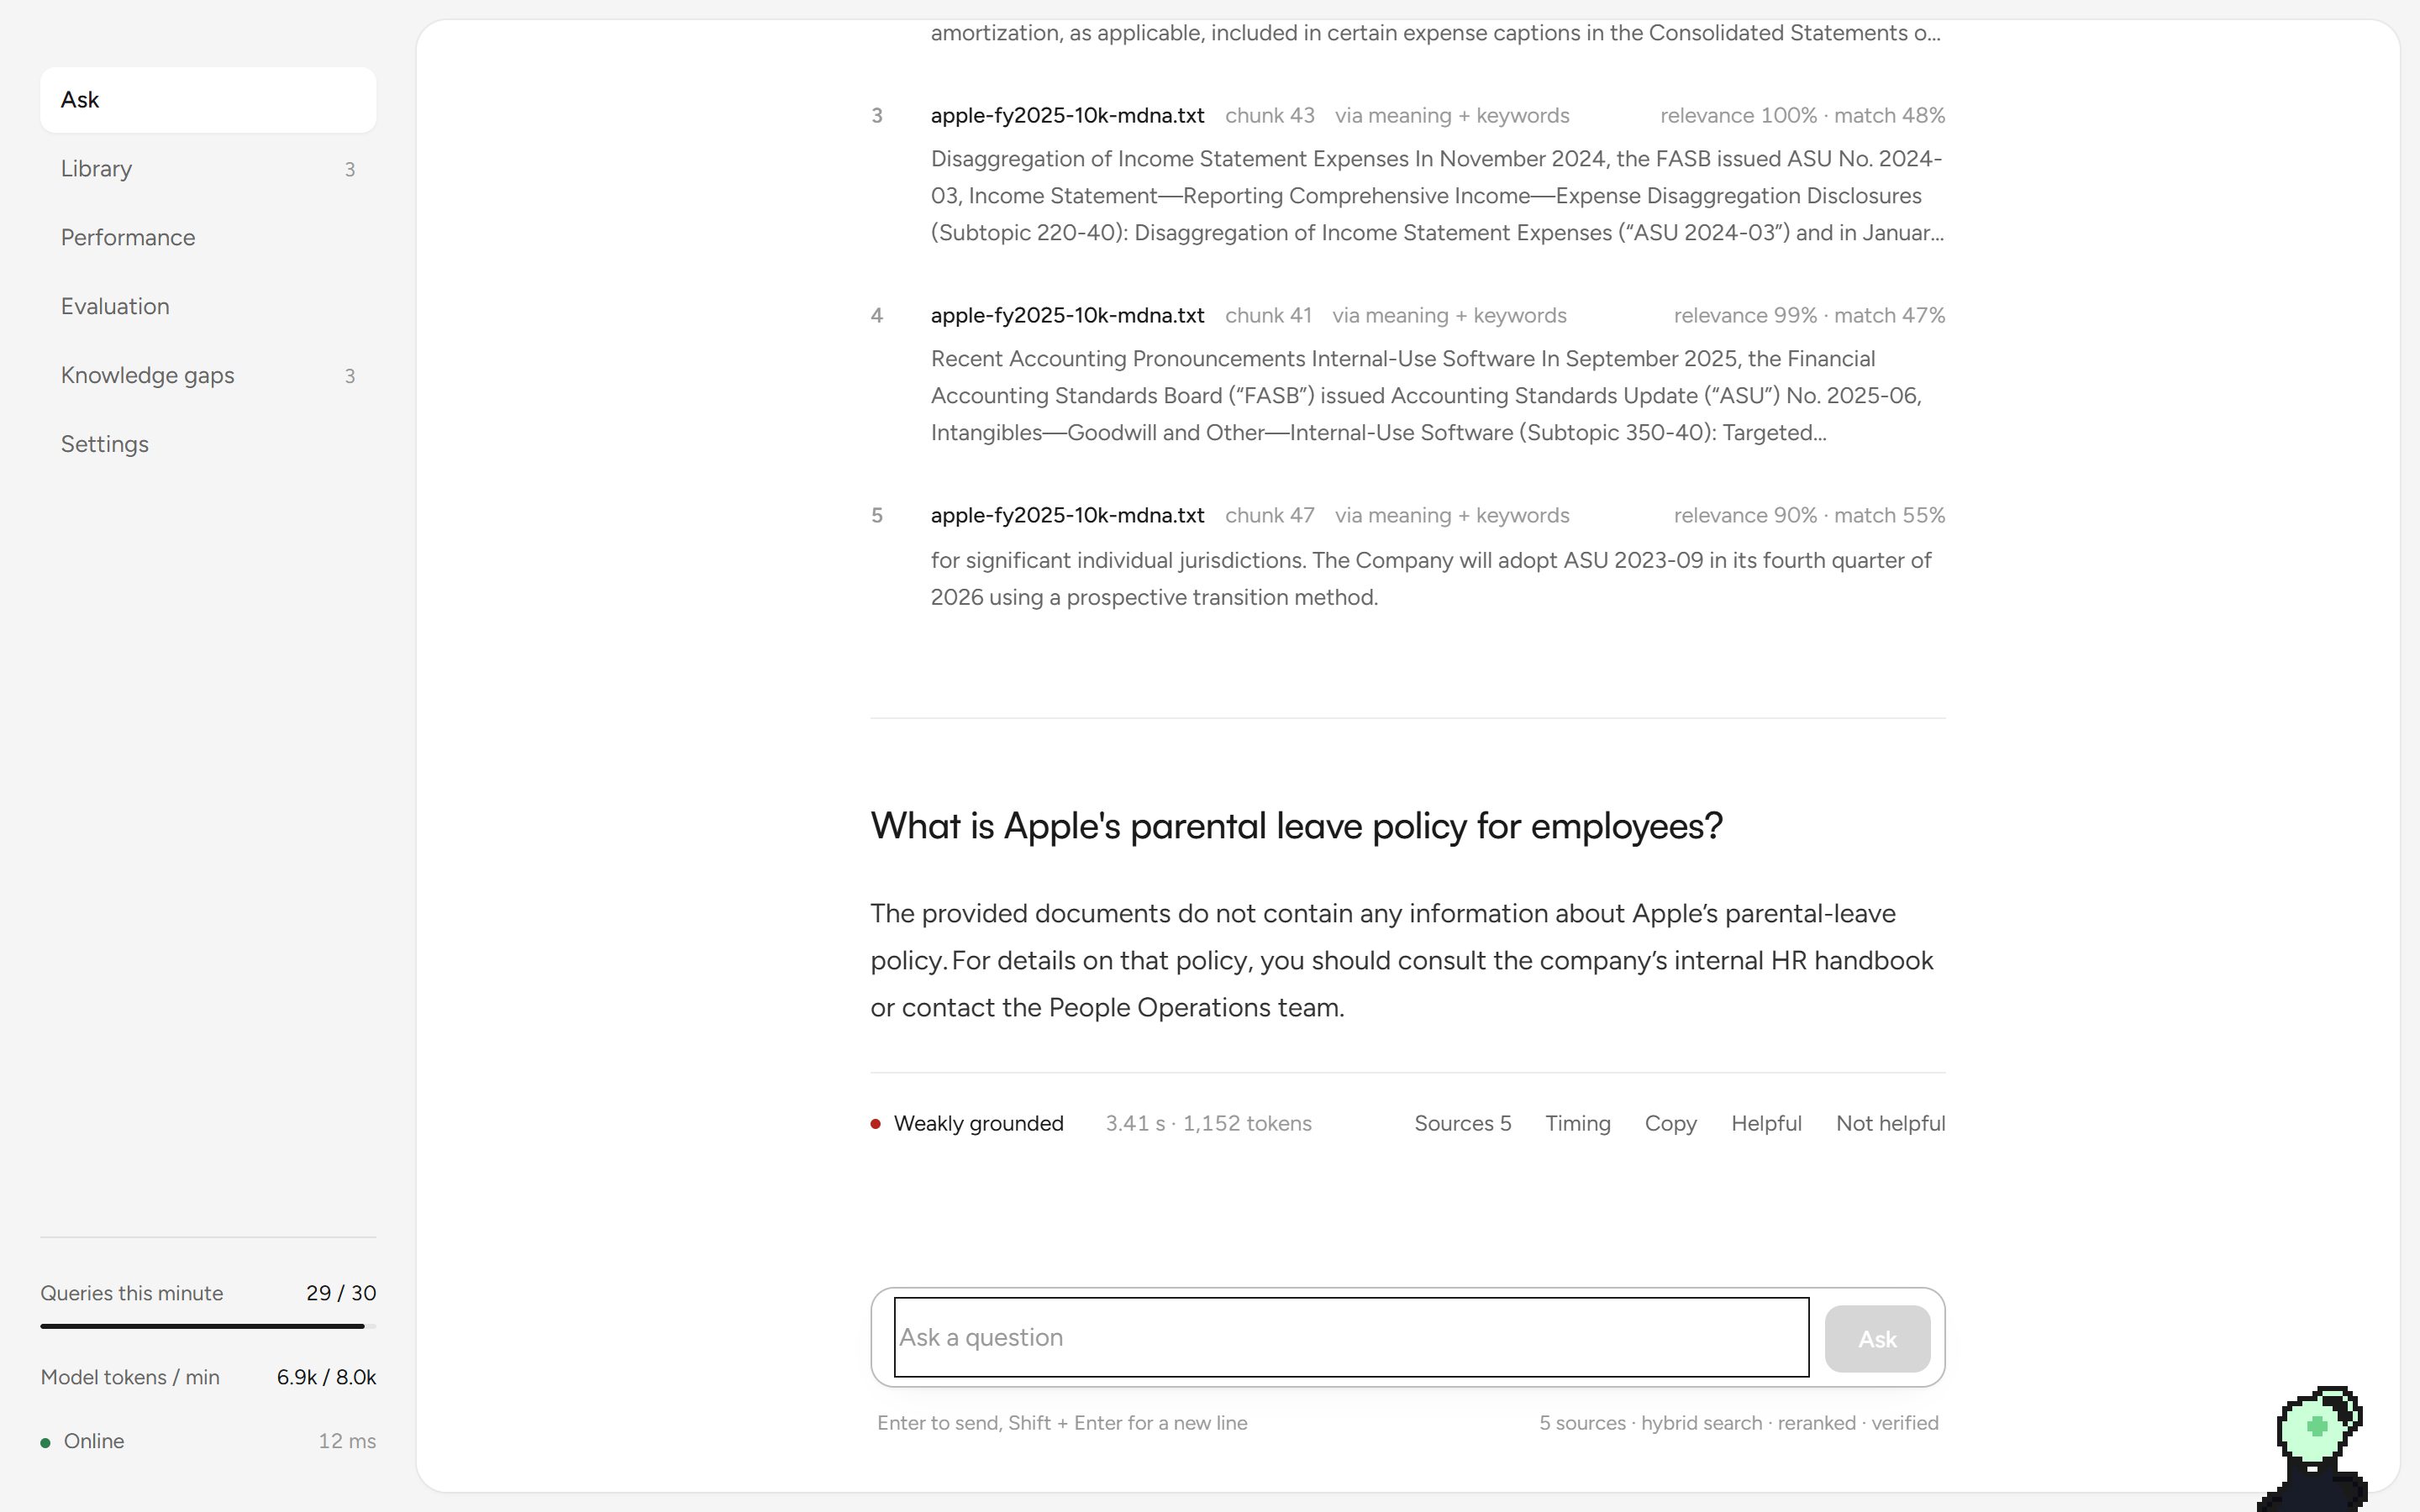 Ask
Library 3
Performance
Evaluation
Knowledge gaps 3
Settings
Queries this minute 29 / 30
Model tokens / min 6.9k / 8.0k
Online 12 ms
amortization, as applicable, included in certain expense captions in the Consolidated Statements o...
3 apple-fy2025-10k-mdna.txt chunk 43 via meaning + keywords relevance 100% · match 48%
Disaggregation of Income Statement Expenses In November 2024, the FASB issued ASU No. 2024-
03, Income Statement—Reporting Comprehensive Income—Expense Disaggregation Disclosures
(Subtopic 220-40): Disaggregation of Income Statement Expenses (“ASU 2024-03”) and in Januar...
4 apple-fy2025-10k-mdna.txt chunk 41 via meaning + keywords relevance 99% · match 47%
Recent Accounting Pronouncements Internal-Use Software In September 2025, the Financial
Accounting Standards Board (“FASB”) issued Accounting Standards Update (“ASU”) No. 2025-06,
Intangibles—Goodwill and Other—Internal-Use Software (Subtopic 350-40): Targeted...
5 apple-fy2025-10k-mdna.txt chunk 47 via meaning + keywords relevance 90% · match 55%
for significant individual jurisdictions. The Company will adopt ASU 2023-09 in its fourth quarter of
2026 using a prospective transition method.
What is Apple's parental leave policy for employees?
The provided documents do not contain any information about Apple’s parental-leave
policy. For details on that policy, you should consult the company’s internal HR handbook
or contact the People Operations team.
Weakly grounded 3.41 s · 1,152 tokens Sources 5 Timing Copy Helpful Not helpful
Ask a question Ask
Enter to send, Shift + Enter for a new line 5 sources · hybrid search · reranked · verified